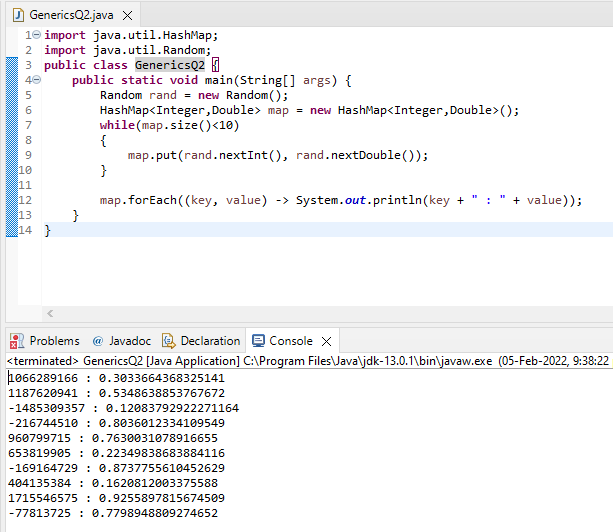 GenericsQ2.java
1 import java.util.HashMap;
2 import java.util.Random;
3 public class GenericsQ2 {
4     public static void main(String[] args) {
5         Random rand = new Random();
6         HashMap<Integer,Double> map = new HashMap<Integer,Double>();
7         while(map.size()<10)
8         {
9             map.put(rand.nextInt(), rand.nextDouble());
10         }
11
12         map.forEach((key, value) -> System.out.println(key + " : " + value));
13     }
14 }
Problems @ Javadoc Declaration Console
<terminated> GenericsQ2 [Java Application] C:\Program Files\Java\jdk-13.0.1\bin\javaw.exe (05-Feb-2022, 9:38:22
1066289166 : 0.3033664368325141
1187620941 : 0.5348638853767672
-1485309357 : 0.12083792922271164
-216744510 : 0.8036012334109549
960799715 : 0.7630031078916655
653819905 : 0.22349838683884116
-169164729 : 0.8737755610452629
404135384 : 0.1620812003375588
1715546575 : 0.9255897815674509
-77813725 : 0.7798948809274652